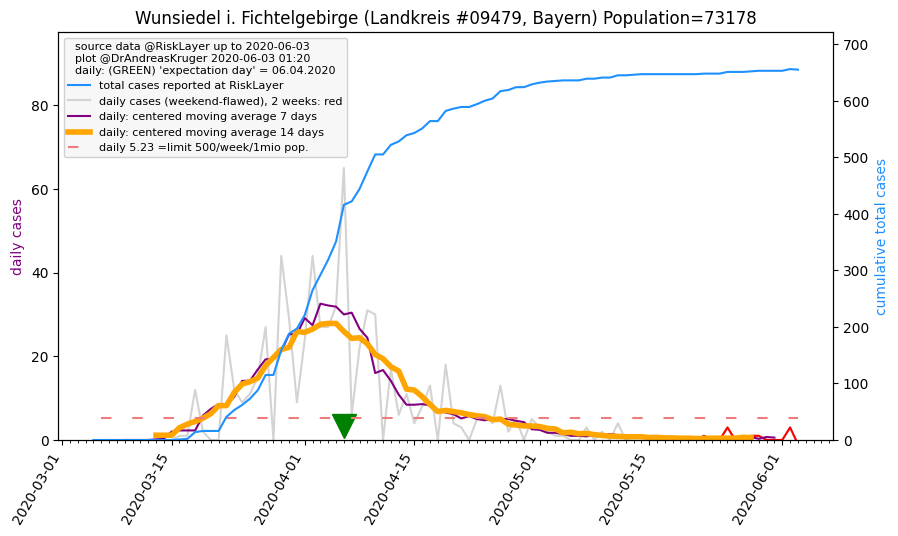 Wunsiedel i. Fichtelgebirge (Landkreis #09479, Bayern) Population=73178
source data @RiskLayer up to 2020-06-03
plot @DrAndreasKruger 2020-06-03 01:20
daily: (GREEN) 'expectation day' = 06.04.2020
total cases reported at RiskLayer
daily cases (weekend-flawed), 2 weeks: red
daily: centered moving average 7 days
daily: centered moving average 14 days
daily 5.23 =limit 500/week/1mio pop.
daily cases
80
60
40
20
0
700
600
500
400
300
200
100
0
cumulative total cases
2020-03-01
2020-03-15
2020-04-01
2020-04-15
2020-05-01
2020-05-15
2020-06-01